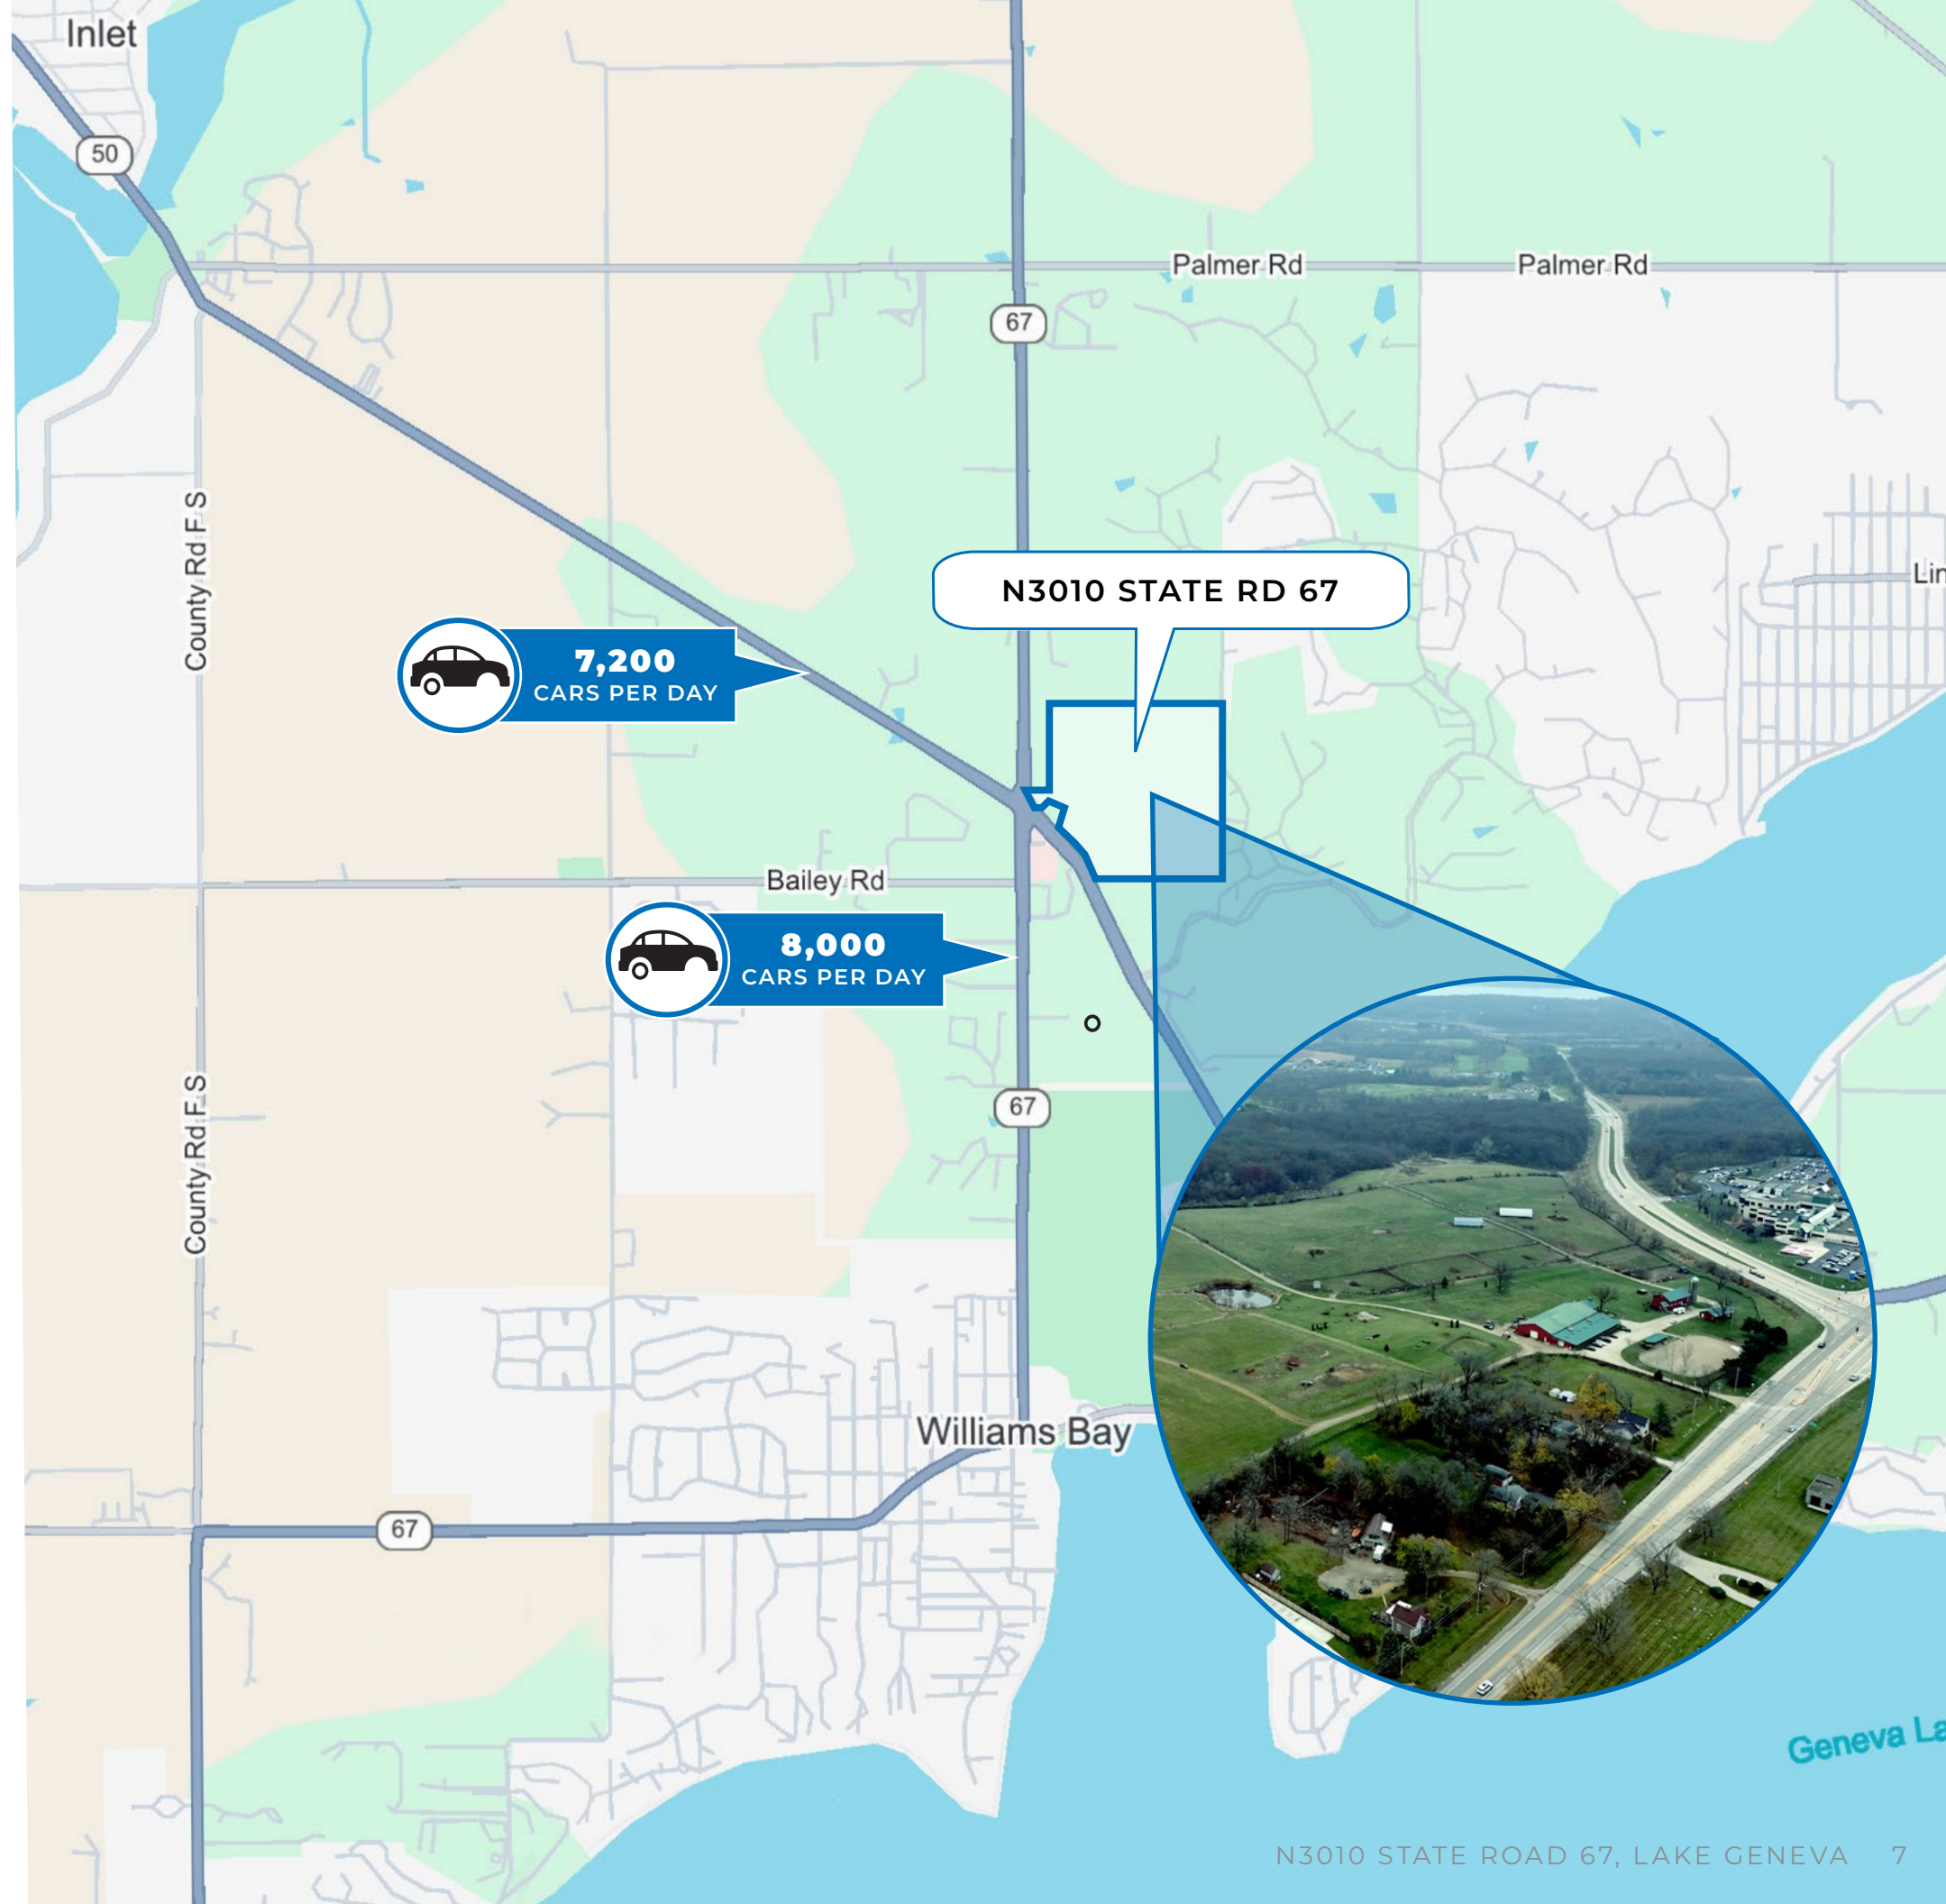 Inlet
50
Palmer Rd
Palmer Rd
67
County Rd F S
N3010 STATE RD 67
7,200
CARS PER DAY
Bailey Rd
8,000
CARS PER DAY
67
County Rd F S
Williams Bay
67
Geneva
N3010 STATE ROAD 67, LAKE GENEVA 7